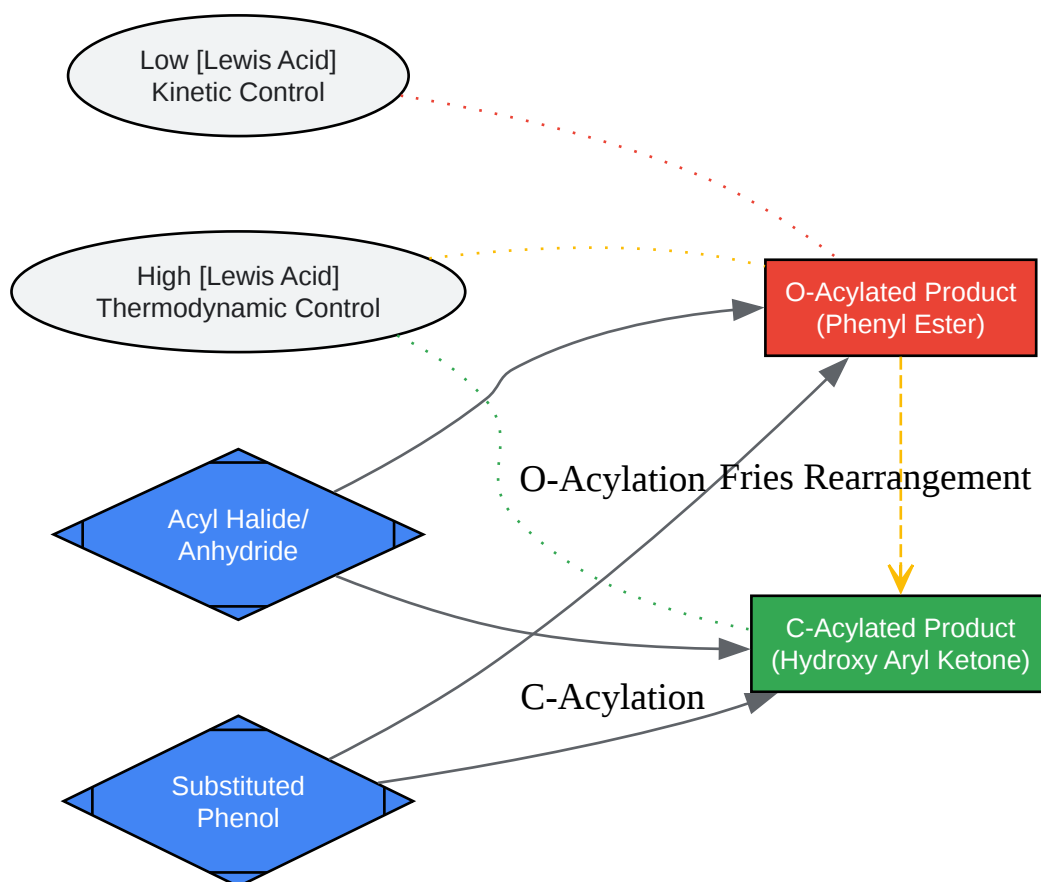 Low [Lewis Acid]
Kinetic Control
High [Lewis Acid]
Thermodynamic Control
O-Acylated Product
(Phenyl Ester)
O-Acylation
Fries Rearrangement
Acyl Halide/
Anhydride
C-Acylated Product
(Hydroxy Aryl Ketone)
C-Acylation
Substituted
Phenol